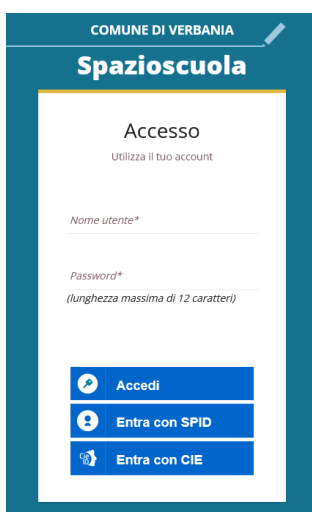 COMUNE DI VERBANIA
Spazioscuola
Accesso
Utilizza il tuo account
Nome utente*
Password*
(lunghezza massima di 12 caratteri)
Accedi
Entra con SPID
Entra con CIE